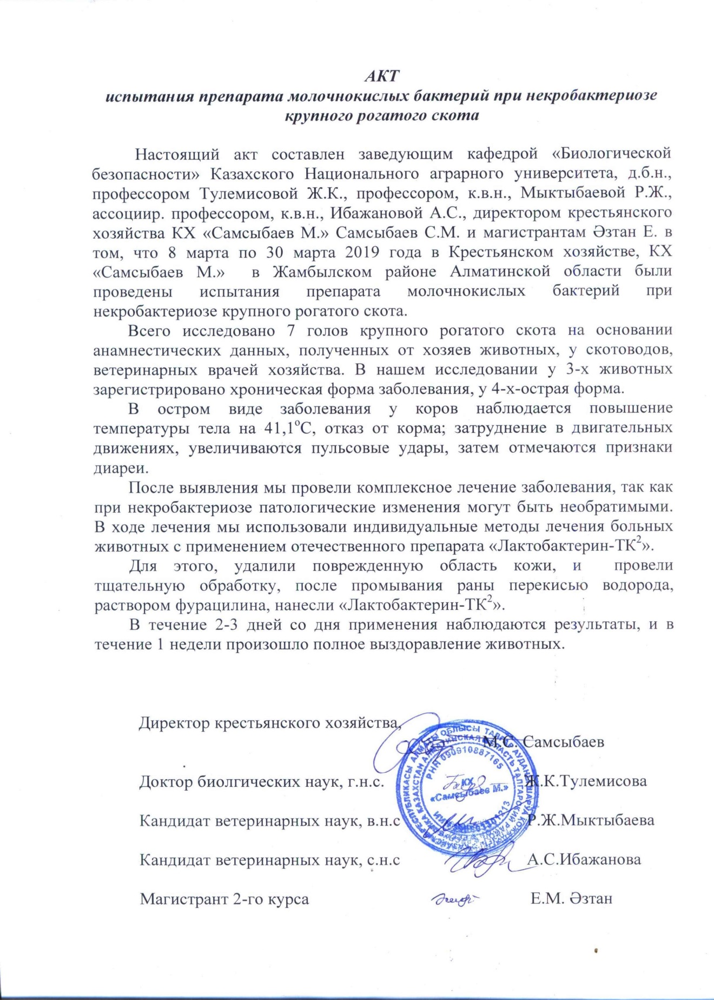 АКТ
испытания препарата молочнокислых бактерий при некробактериозе
крупного рогатого скота
Настоящий акт составлен заведующим кафедрой «Биологической
безопасности» Казахского Национального аграрного университета, д.б.н.,
профессором Тулемисовой Ж.К., профессором, к.в.н., Мыктыбаевой Р.Ж.,
ассоциир. профессором, к.в.н., Ибажановой А.С., директором крестьянского
хозяйства КХ «Самсыбаев М.» Самсыбаев С.М. и магистрантам Әзтан Е. в
том, что 8 марта по 30 марта 2019 года в Крестьянском хозяйстве, КХ
«Самсыбаев М.» в Жамбылском районе Алматинской области были
проведены испытания препарата молочнокислых бактерий при
некробактериозе крупного рогатого скота.
Всего исследовано 7 голов крупного рогатого скота на основании
анамнестических данных, полученных от хозяев животных, у скотоводов,
ветеринарных врачей хозяйства. В нашем исследовании у 3-х животных
зарегистрировано хроническая форма заболевания, у 4-х-острая форма.
В остром виде заболевания у коров наблюдается повышение
температуры тела на 41,1°С, отказ от корма; затруднение в двигательных
движениях, увеличиваются пульсовые удары, затем отмечаются признаки
диареи.
После выявления мы провели комплексное лечение заболевания, так как
при некробактериозе патологические изменения могут быть необратимыми.
В ходе лечения мы использовали индивидуальные методы лечения больных
животных с применением отечественного препарата «Лактобактерин-ТК²».
Для этого, удалили поврежденную область кожи, и провели
тщательную обработку, после промывания раны перекисью водорода,
раствором фурацилина, нанесли «Лактобактерин-ТК²».
В течение 2-3 дней со дня применения наблюдаются результаты, и в
течение 1 недели произошло полное выздоравление животных.
Директор крестьянского хозяйства,
М.С. Самсыбаев
Доктор биолгических наук, г.н.с. Ж.К.Тулемисова
Кандидат ветеринарных наук, в.н.с Р.Ж.Мыктыбаева
Кандидат ветеринарных наук, с.н.с А.С.Ибажанова
Магистрант 2-го курса Е.М. Әзтан
РНН 090910887165
КХ
«Самсыбаев М.»